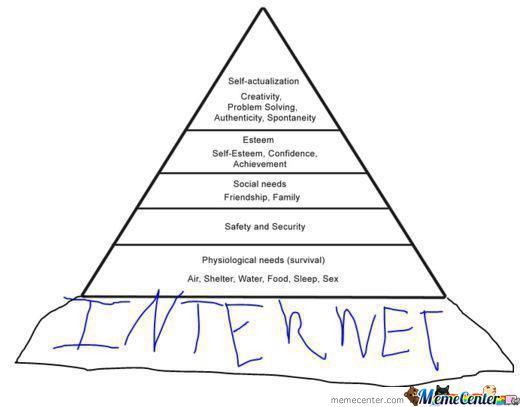 Self-actualization
Creativity,
Problem Solving,
Authenticity, Spontaneity
Esteem
Self-Esteem, Confidence,
Achievement
Social needs
Friendship, Family
Safety and Security
Physiological needs (survival)
Air, Shelter, Water, Food, Sleep, Sex
INTERNET
memecenter.com MemeCenter